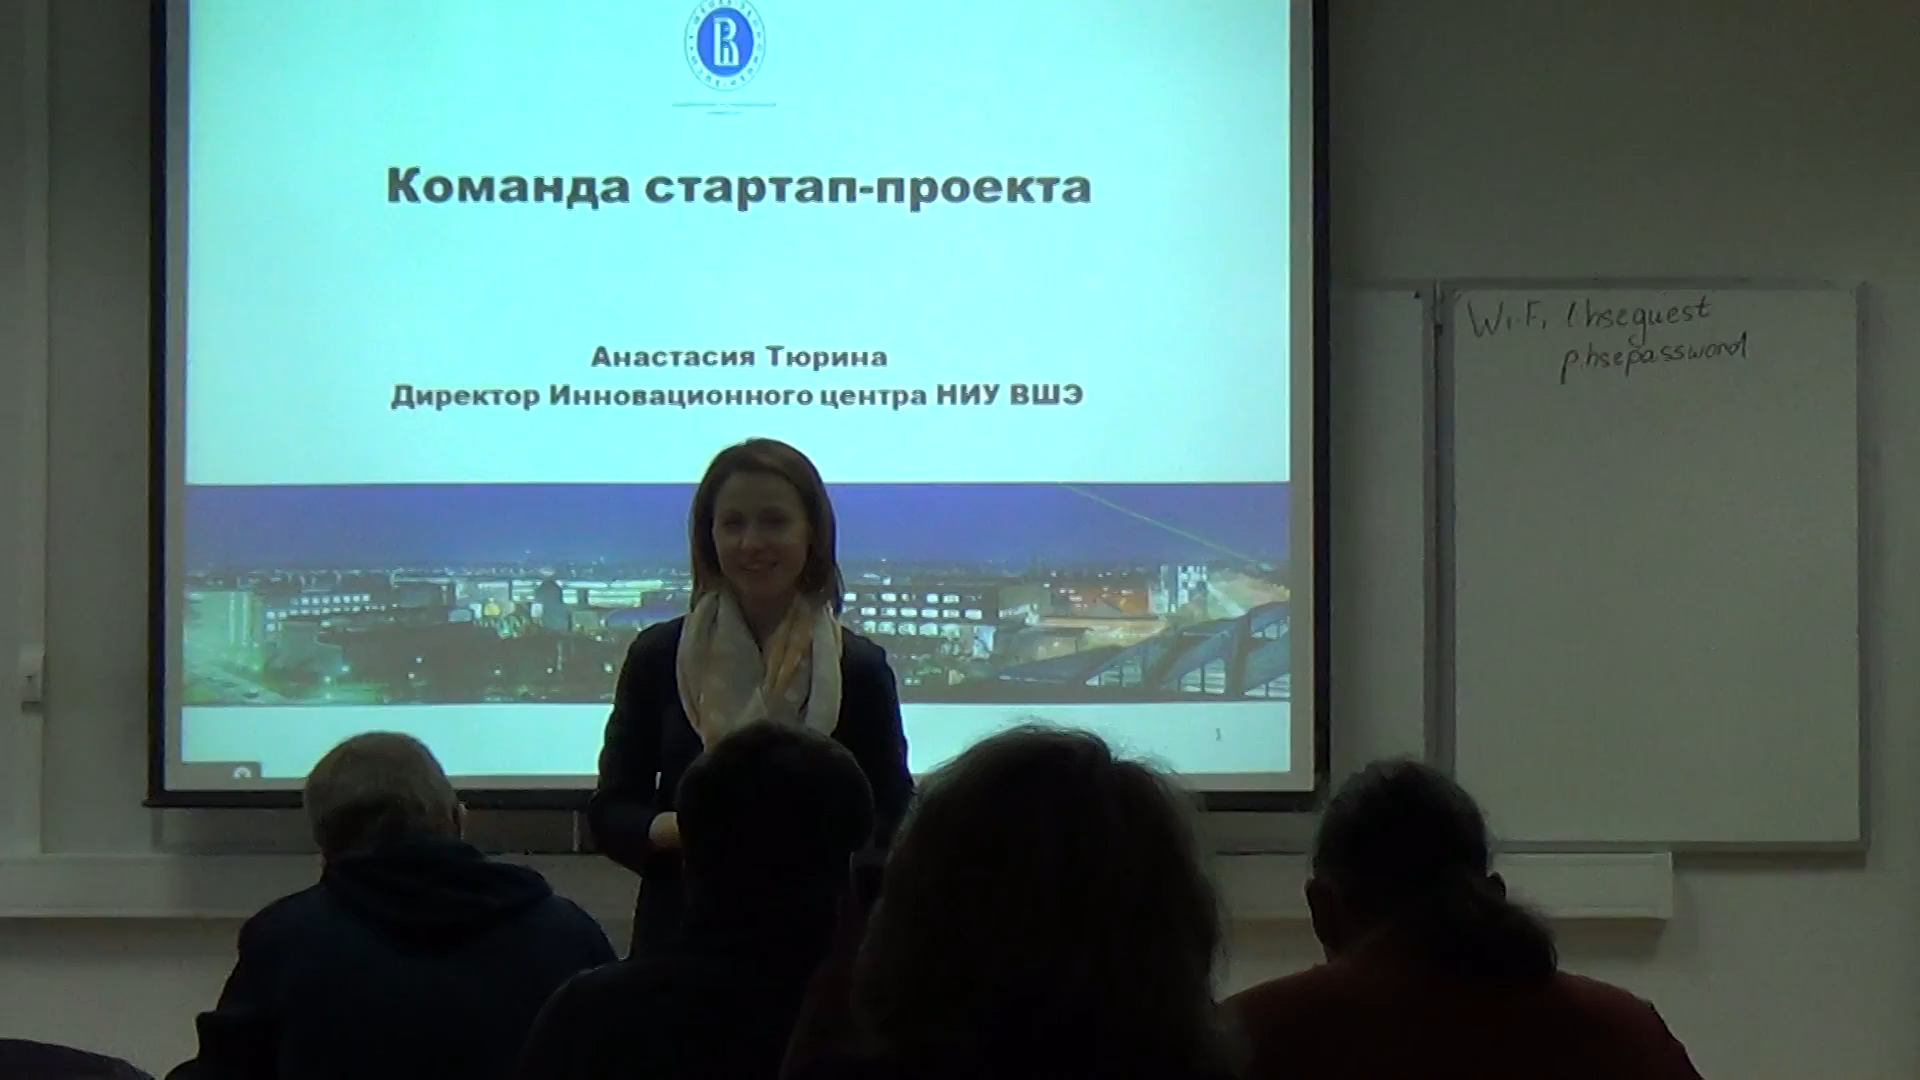 Команда стартап-проекта
Анастасия Тюрина
Директор Инновационного центра НИУ ВШЭ
1
Wi-Fi l.hseguest
p.hsepassword